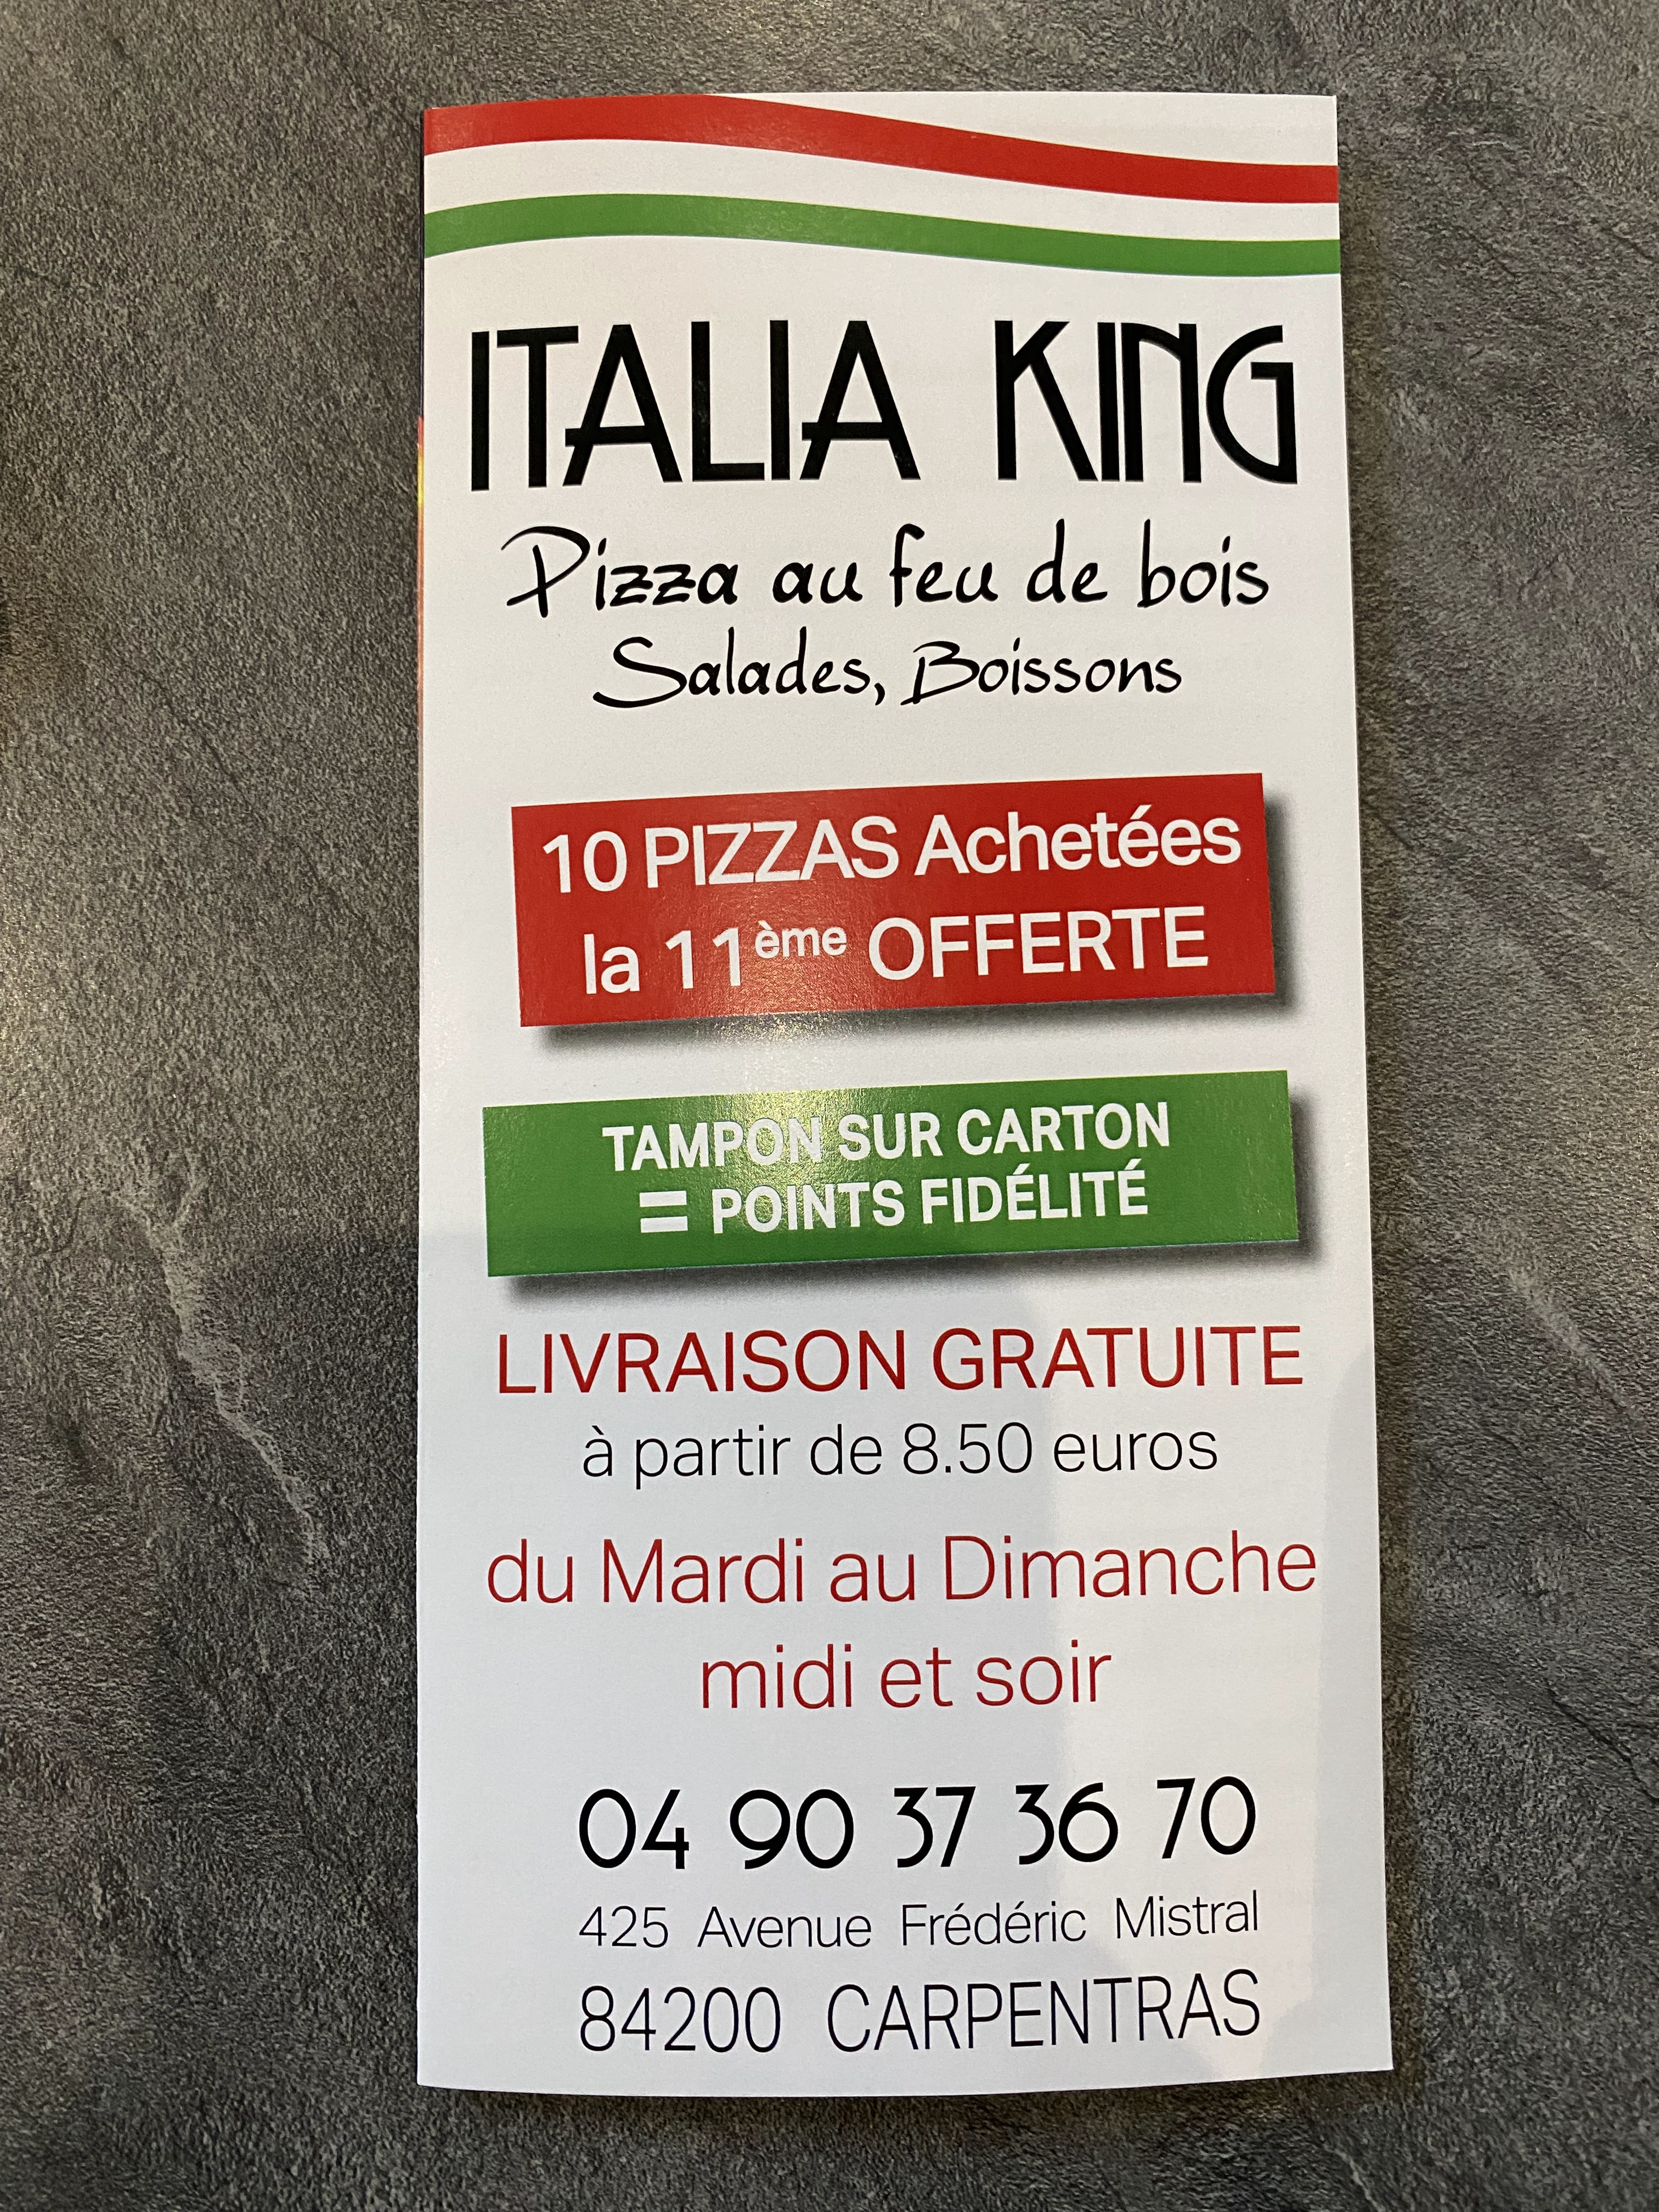 ITALIA KING
Pizza au feu de bois
Salades, Boissons
10 PIZZAS Achetées
la 11ème OFFERTE
TAMPON SUR CARTON
= POINTS FIDÉLITÉ
LIVRAISON GRATUITE
à partir de 8.50 euros
du Mardi au Dimanche
midi et soir
04 90 37 36 70
425 Avenue Frédéric Mistral
84200 CARPENTRAS